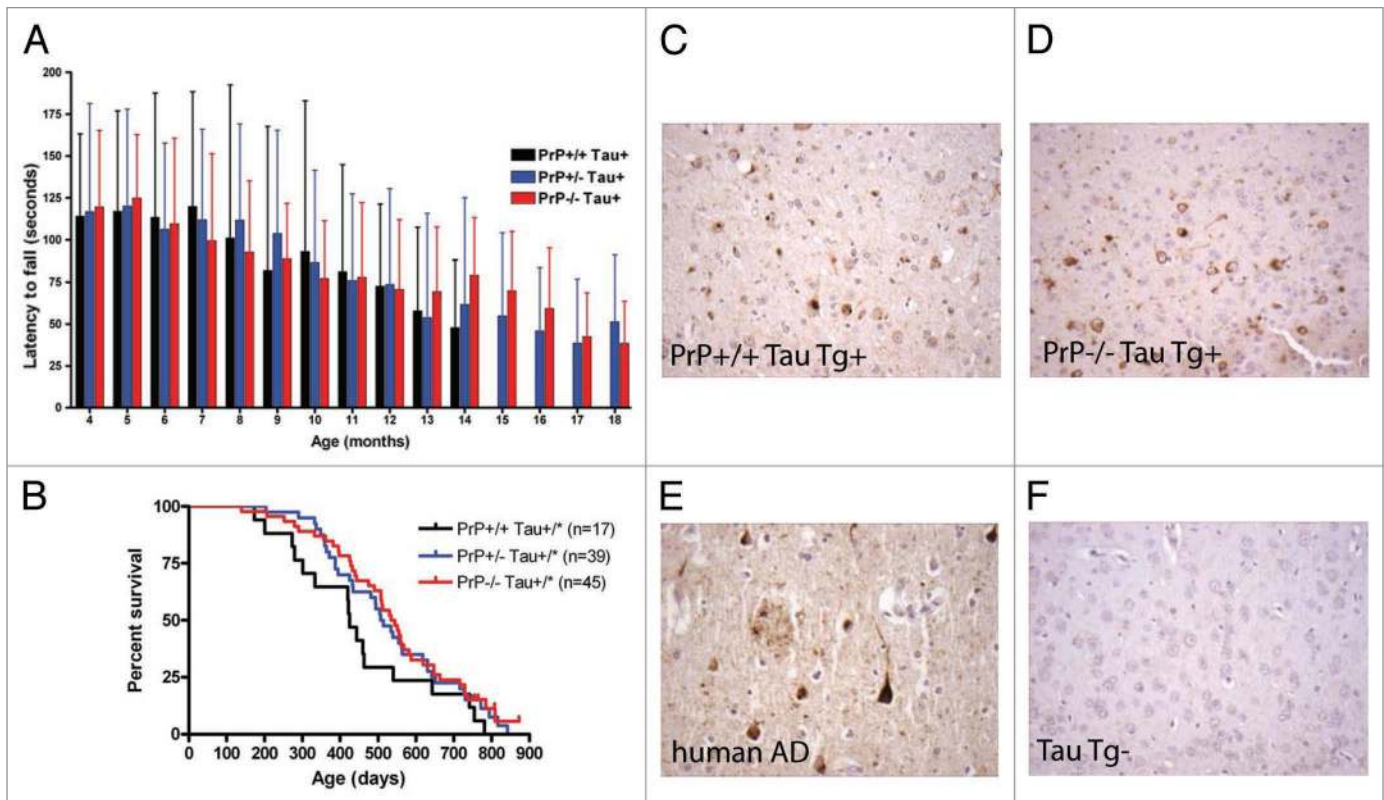 A
200
175
150
125
100
75
50
25
0
Latency to fall (seconds)
PrP+/+ Tau+
PrP+/- Tau+
PrP-/- Tau+
4 5 6 7 8 9 10 11 12 13 14 15 16 17 18
Age (months)
B
100
75
50
25
0
Percent survival
PrP+/+ Tau+/* (n=17)
PrP+/- Tau+/* (n=39)
PrP-/- Tau+/* (n=45)
0 100 200 300 400 500 600 700 800 900
Age (days)
C
PrP+/+ Tau Tg+
D
PrP-/- Tau Tg+
E
human AD
F
Tau Tg-